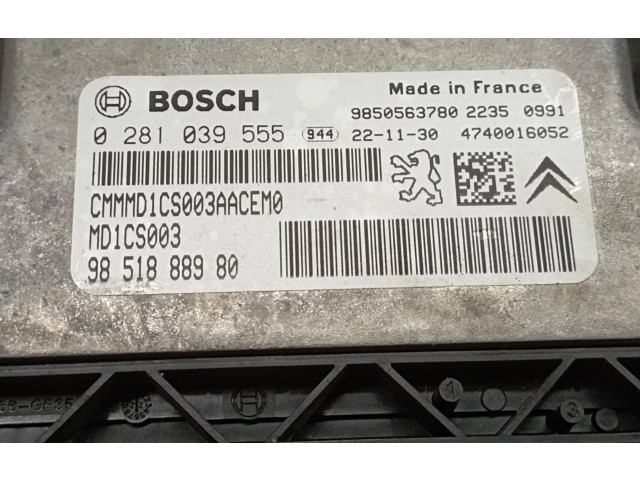 BOSCH
Made in France
9850563780 2235 0991
0 281 039 555 944 22-11-30 4740016052
CMMMD1CS003AACEM0
MD1CS003
98 518 889 80